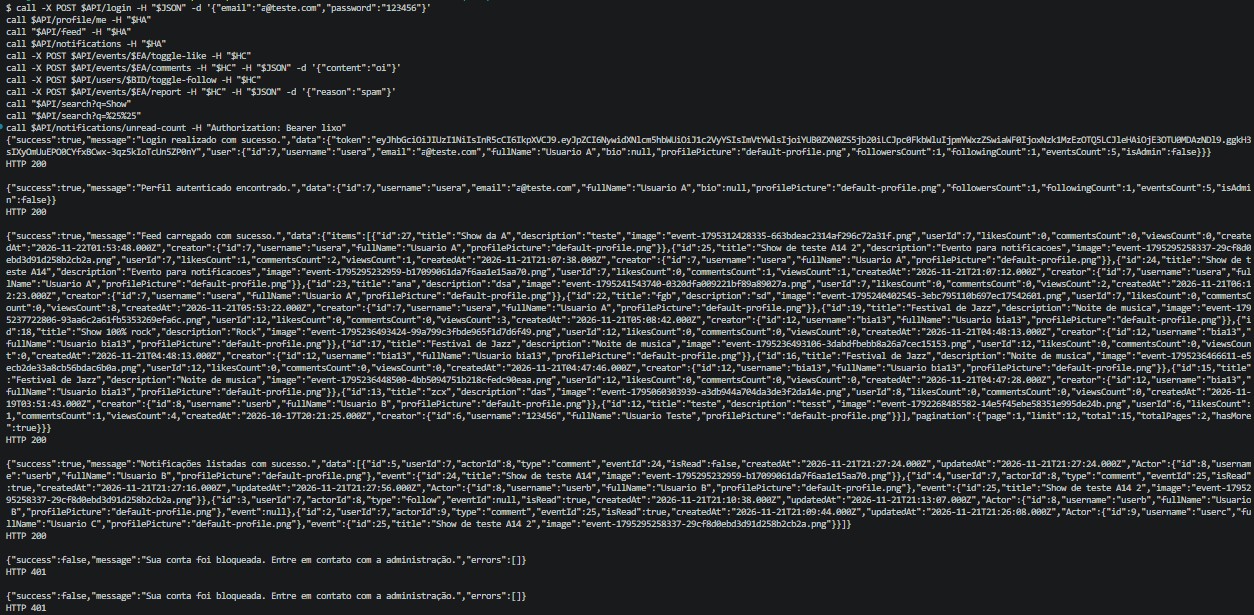 $ call -X POST $API/login -H "$JSON" -d '{"email":"a@teste.com","password":"123456"}'
call $API/profile/me -H "$HA"
call "$API/feed" -H "$HA"
call $API/notifications -H "$HA"
call -X POST $API/events/$EA/toggle-like -H "$HC"
call -X POST $API/events/$EA/comments -H "$HC" -H "$JSON" -d '{"content":"oi"}'
call -X POST $API/users/$BID/toggle-follow -H "$HC"
call -X POST $API/events/$EA/report -H "$HC" -H "$JSON" -d '{"reason":"spam"}'
call "$API/search?q=Show"
call "$API/search?q=%25%25"
call $API/notifications/unread-count -H "Authorization: Bearer lixo"
{"success":true,"message":"Login realizado com sucesso.","data":{"token":
"user":{"id":7,"username":"usera","email":"a@teste.com","fullName":"Usuario A","bio":null,"profilePicture":"default-profile.png","followersCount":1,"followingCount":1,"eventsCount":5,"isAdmin":false}}}
HTTP 200
{"success":true,"message":"Perfil autenticado encontrado.","data":{"id":7,"username":"usera","email":"a@teste.com","fullName":"Usuario A","bio":null,"profilePicture":"default-profile.png","followersCount":1,"followingCount":1,"eventsCount":5,"isAdmi
n":false}}
HTTP 200
{"success":true,"message":"Feed carregado com sucesso.","data":{"items":[{"id":27,"title":"Show da A","description":"teste","image":"event-1795312428335-663bdeac2314af296c72a31f.png","userId":7,"likesCount":0,"commentsCount":0,"viewsCount":0,"create
dAt":"2026-11-22T01:53:48.000Z","creator":{"id":7,"username":"usera","fullName":"Usuario A","profilePicture":"default-profile.png"}},{"id":25,"title":"Show de teste A14 2","description":"Evento para notificacoes","image":"event-1795295258337-29cf8d0
ebd3d91d258b2cb2a.png","userId":7,"likesCount":1,"commentsCount":2,"viewsCount":1,"createdAt":"2026-11-21T21:07:38.000Z","creator":{"id":7,"username":"usera","fullName":"Usuario A","profilePicture":"default-profile.png"}},{"id":24,"title":"Show de t
este A14","description":"Evento para notificacoes","image":"event-1795295232959-b17099061da7f6aa1e15aa70.png","userId":7,"likesCount":0,"commentsCount":1,"viewsCount":1,"createdAt":"2026-11-21T21:07:12.000Z","creator":{"id":7,"username":"usera","fu
llName":"Usuario A","profilePicture":"default-profile.png"}},{"id":23,"title":"ana","description":"dsa","image":"event-1795241543740-0320dfa009221bf89a89027a.png","userId":7,"likesCount":0,"commentsCount":0,"viewsCount":2,"createdAt":"2026-11-21T06:1
2:23.000Z","creator":{"id":7,"username":"usera","fullName":"Usuario A","profilePicture":"default-profile.png"}},{"id":22,"title":"fgb","description":"sd","image":"event-1795240402545-3ebc795110b697ec17542601.png","userId":7,"likesCount":0,"commentsC
ount":0,"viewsCount":8,"createdAt":"2026-11-21T05:53:22.000Z","creator":{"id":7,"username":"usera","fullName":"Usuario A","profilePicture":"default-profile.png"}},{"id":19,"title":"Festival de Jazz","description":"Noite de musica","image":"event-179
5237722806-93aa6c2a61fb5353269efa6c.png","userId":12,"likesCount":0,"commentsCount":0,"viewsCount":3,"createdAt":"2026-11-21T05:08:42.000Z","creator":{"id":12,"username":"bia13","fullName":"Usuario bia13","profilePicture":"default-profile.png"}},{"i
d":18,"title":"Show 100% rock","description":"Rock","image":"event-1795236493424-99a799c3fbde965f1d7d6f49.png","userId":12,"likesCount":0,"commentsCount":0,"viewsCount":0,"createdAt":"2026-11-21T04:48:13.000Z","creator":{"id":12,"username":"bia13","
fullName":"Usuario bia13","profilePicture":"default-profile.png"}},{"id":17,"title":"Festival de Jazz","description":"Noite de musica","image":"event-1795236493106-3dabdfbebb8a26a7cec15153.png","userId":12,"likesCount":0,"commentsCount":0,"viewsCoun
t":0,"createdAt":"2026-11-21T04:48:13.000Z","creator":{"id":12,"username":"bia13","fullName":"Usuario bia13","profilePicture":"default-profile.png"}},{"id":16,"title":"Festival de Jazz","description":"Noite de musica","image":"event-1795236466611-e5
ecb2de33a8cb56bdac6b0a.png","userId":12,"likesCount":0,"commentsCount":0,"viewsCount":0,"createdAt":"2026-11-21T04:47:46.000Z","creator":{"id":12,"username":"bia13","fullName":"Usuario bia13","profilePicture":"default-profile.png"}},{"id":15,"title"
:"Festival de Jazz","description":"Noite de musica","image":"event-1795236448500-4bb5094751b218cfedc90eaa.png","userId":12,"likesCount":0,"commentsCount":0,"viewsCount":0,"createdAt":"2026-11-21T04:47:28.000Z","creator":{"id":12,"username":"bia13","
fullName":"Usuario bia13","profilePicture":"default-profile.png"}},{"id":13,"title":"zcx","description":"das","image":"event-1795060303939-a3db944a704da3de3f2da14e.png","userId":8,"likesCount":0,"commentsCount":0,"viewsCount":0,"createdAt":"2026-11-
19T03:51:43.000Z","creator":{"id":8,"username":"userb","fullName":"Usuario B","profilePicture":"default-profile.png"}},{"id":12,"title":"teste","description":"tesst","image":"event-1792268485582-14e5f45ebe58351e995de24b.png","userId":6,"likesCount":
1,"commentsCount":1,"viewsCount":4,"createdAt":"2026-10-17T20:21:25.000Z","creator":{"id":6,"username":"123456","fullName":"Usuario Teste","profilePicture":"default-profile.png"}}],"pagination":{"page":1,"limit":12,"total":15,"totalPages":2,"hasMore
":true}}}
HTTP 200
{"success":true,"message":"Notificações listadas com sucesso.","data":[{"id":5,"userId":7,"actorId":8,"type":"comment","eventId":24,"isRead":false,"createdAt":"2026-11-21T21:27:24.000Z","updatedAt":"2026-11-21T21:27:24.000Z","Actor":{"id":8,"usernam
e":"userb","fullName":"Usuario B","profilePicture":"default-profile.png"},"event":{"id":24,"title":"Show de teste A14","image":"event-1795295232959-b17099061da7f6aa1e15aa70.png"}},{"id":4,"userId":7,"actorId":8,"type":"comment","eventId":25,"isRead"
:true,"createdAt":"2026-11-21T21:27:16.000Z","updatedAt":"2026-11-21T21:27:56.000Z","Actor":{"id":8,"username":"userb","fullName":"Usuario B","profilePicture":"default-profile.png"},"event":{"id":25,"title":"Show de teste A14 2","image":"event-17952
95258337-29cf8d0ebd3d91d258b2cb2a.png"}},{"id":3,"userId":7,"actorId":8,"type":"follow","eventId":null,"isRead":true,"createdAt":"2026-11-21T21:10:38.000Z","updatedAt":"2026-11-21T21:13:07.000Z","Actor":{"id":8,"username":"userb","fullName":"Usuario
B","profilePicture":"default-profile.png"},"event":null},{"id":2,"userId":7,"actorId":9,"type":"comment","eventId":25,"isRead":true,"createdAt":"2026-11-21T21:09:44.000Z","updatedAt":"2026-11-21T21:26:08.000Z","Actor":{"id":9,"username":"userc","fu
llName":"Usuario C","profilePicture":"default-profile.png"},"event":{"id":25,"title":"Show de teste A14 2","image":"event-1795295258337-29cf8d0ebd3d91d258b2cb2a.png"}}]}
HTTP 200
{"success":false,"message":"Sua conta foi bloqueada. Entre em contato com a administração.","errors":[]}
HTTP 401
{"success":false,"message":"Sua conta foi bloqueada. Entre em contato com a administração.","errors":[]}
HTTP 401